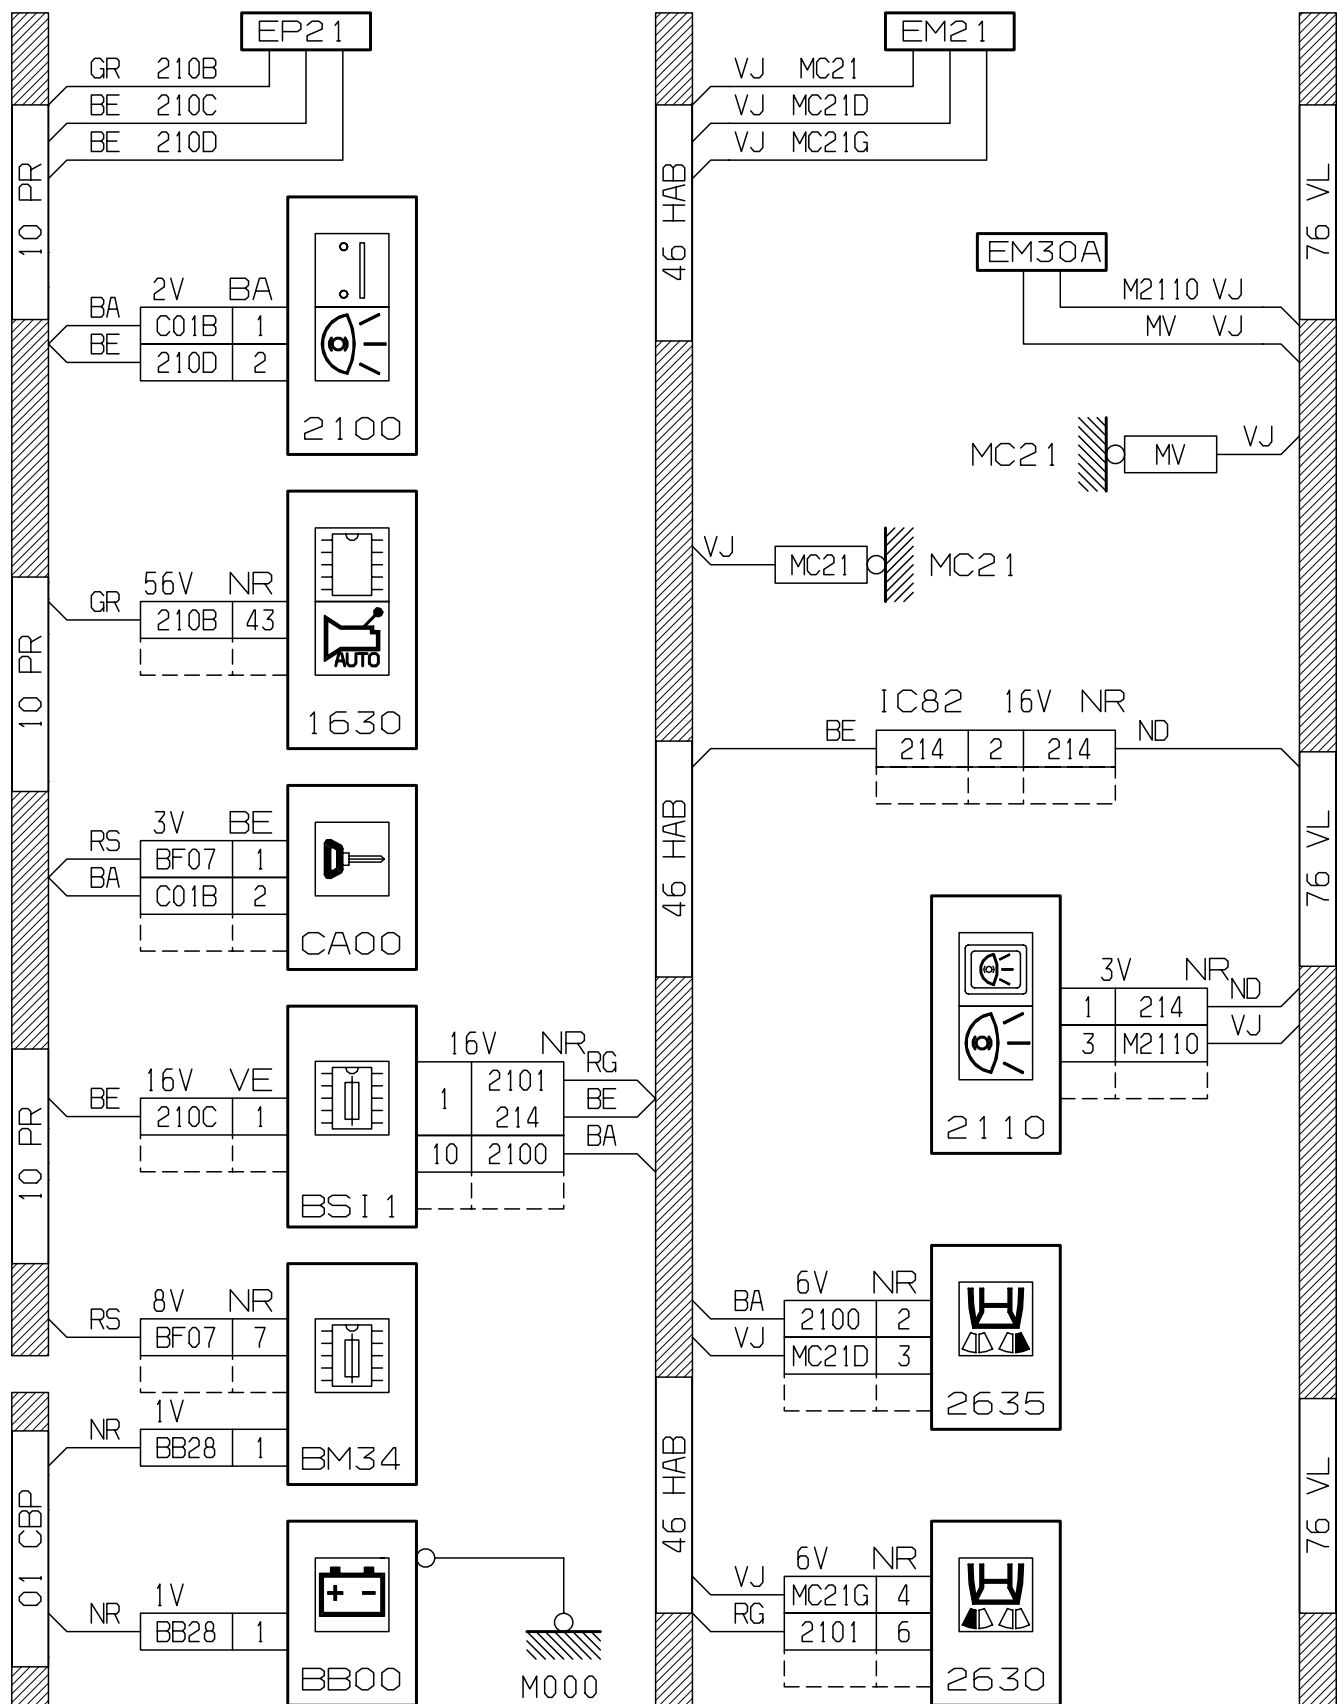 EP21
GR 210B
BE 210C
BE 210D
10 PR
2V BA
BA C01B 1
BE 210D 2
2100
56V NR
GR 210B 43
AUTO
1630
10 PR
3V BE
RS BF07 1
BA C01B 2
CA00
16V VE
BE 210C 1
BSI1
16V NR
1 2101 RG
214 BE
10 2100 BA
10 PR
8V NR
RS BF07 7
1V
NR BB28 1
BM34
01 CBP
1V
NR BB28 1
+ -
BB00
M000
EM21
VJ MC21
VJ MC21D
VJ MC21G
46 HAB
EM30A
M2110 VJ
MV VJ
76 VL
MC21 MV VJ
VJ MC21 MC21
IC82 16V NR
BE 214 2 214 ND
46 HAB
76 VL
3V NR
1 214 ND
3 M2110 VJ
2110
6V NR
BA 2100 2
VJ MC21D 3
2635
46 HAB
76 VL
6V NR
VJ MC21G 4
RG 2101 6
2630